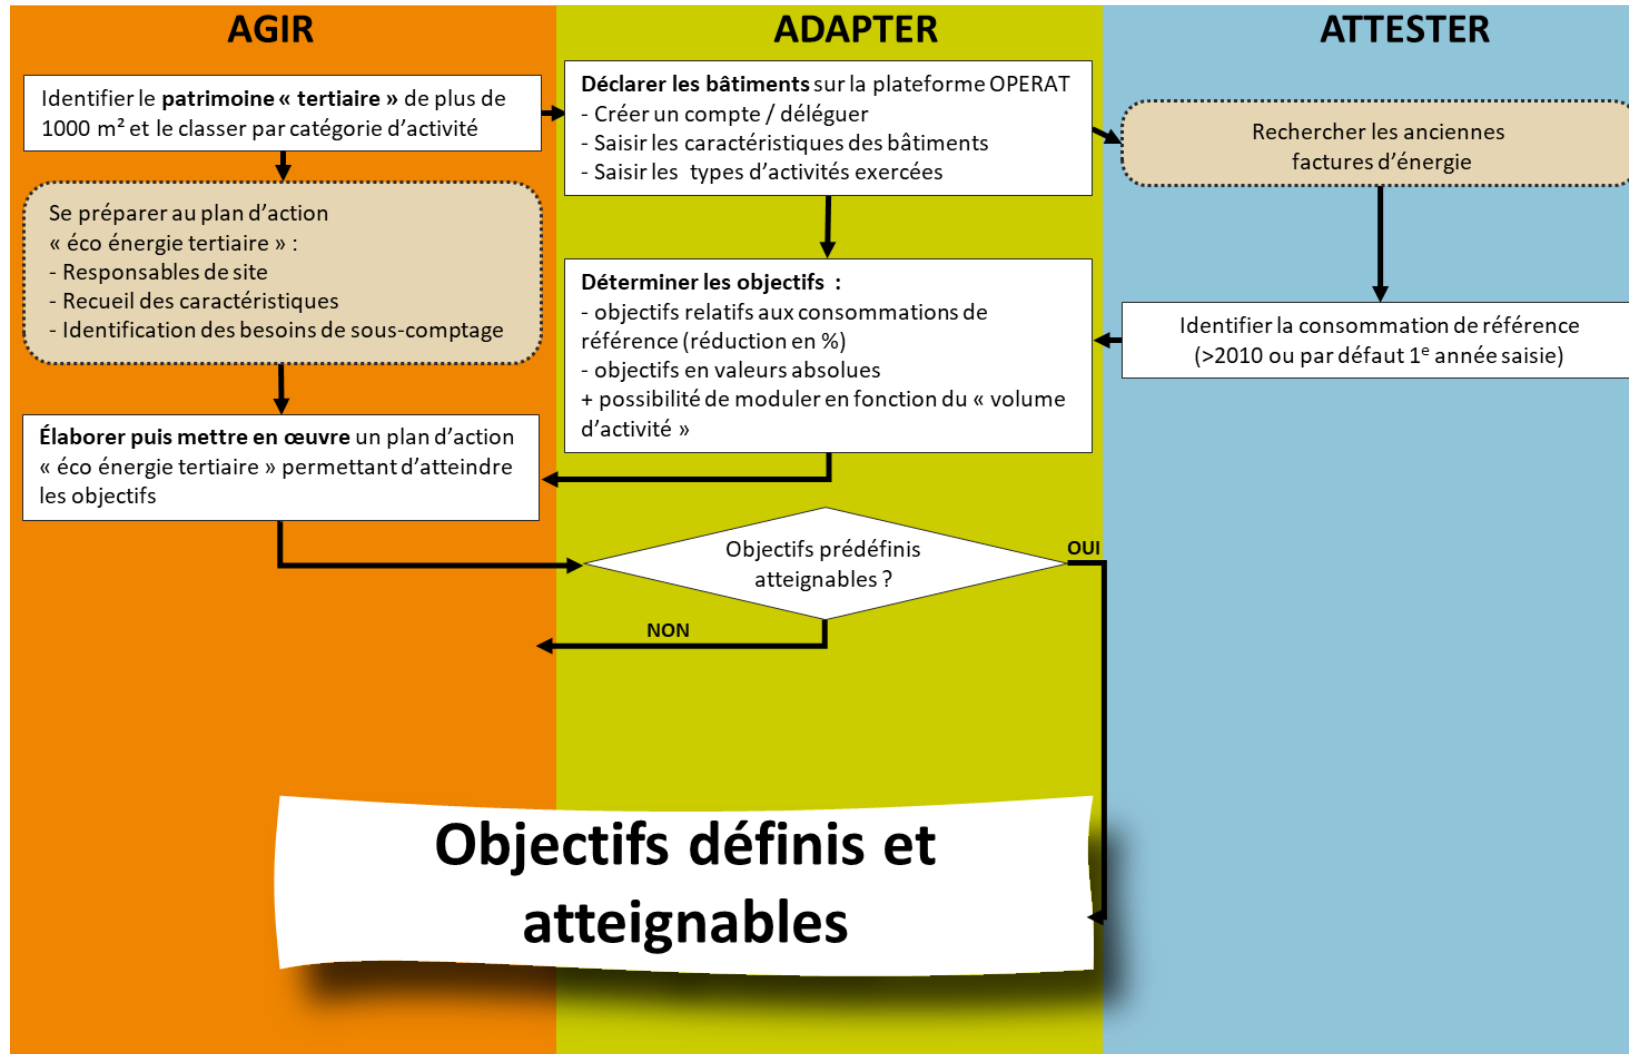 AGIR
Identifier le patrimoine « tertiaire » de plus de
1000 m² et le classer par catégorie d’activité
Se préparer au plan d’action
« éco énergie tertiaire » :
- Responsables de site
- Recueil des caractéristiques
- Identification des besoins de sous-comptage
Élaborer puis mettre en œuvre un plan d’action
« éco énergie tertiaire » permettant d’atteindre
les objectifs
ADAPTER
Déclarer les bâtiments sur la plateforme OPERAT
- Créer un compte / déléguer
- Saisir les caractéristiques des bâtiments
- Saisir les types d’activités exercées
Déterminer les objectifs :
- objectifs relatifs aux consommations de
référence (réduction en %)
- objectifs en valeurs absolues
+ possibilité de moduler en fonction du « volume
d’activité »
Objectifs prédéfinis
atteignables ?
OUI
NON
ATTESTER
Rechercher les anciennes
factures d’énergie
Identifier la consommation de référence
(>2010 ou par défaut 1ᵉ année saisie)
Objectifs définis et
atteignables